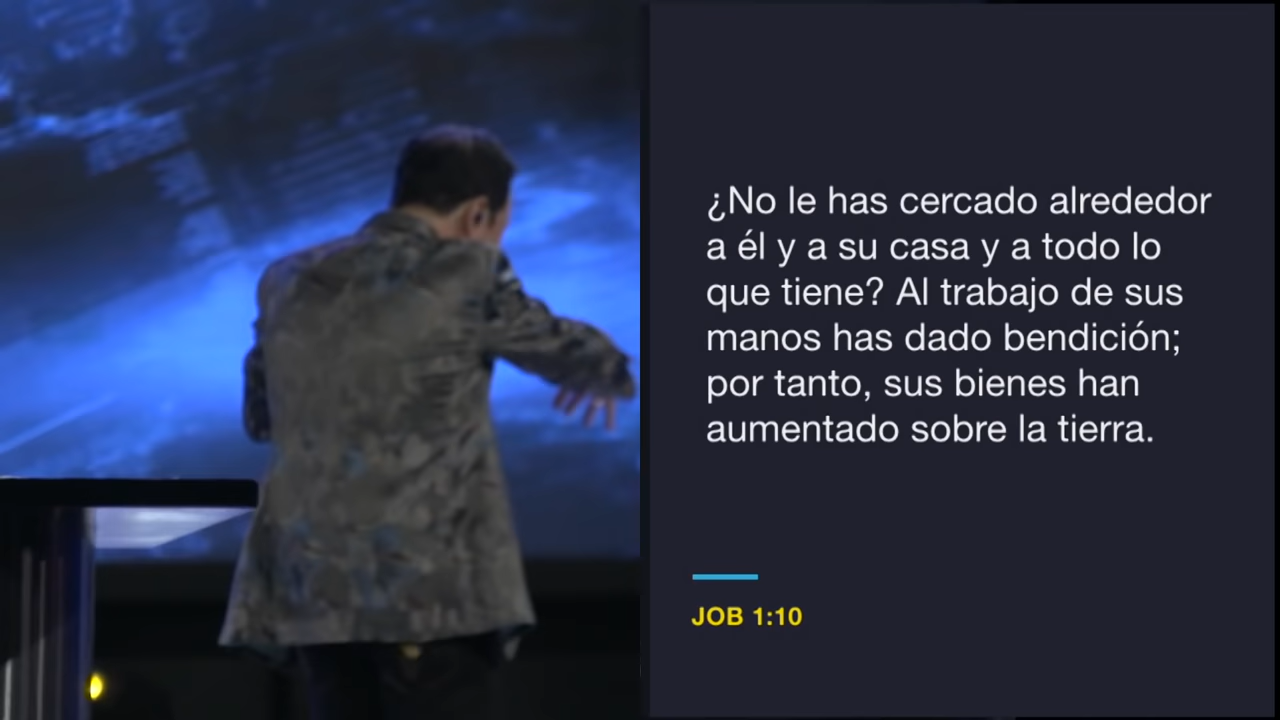 ¿No le has cercado alrededor
a él y a su casa y a todo lo
que tiene? Al trabajo de sus
manos has dado bendición;
por tanto, sus bienes han
aumentado sobre la tierra.
JOB 1:10